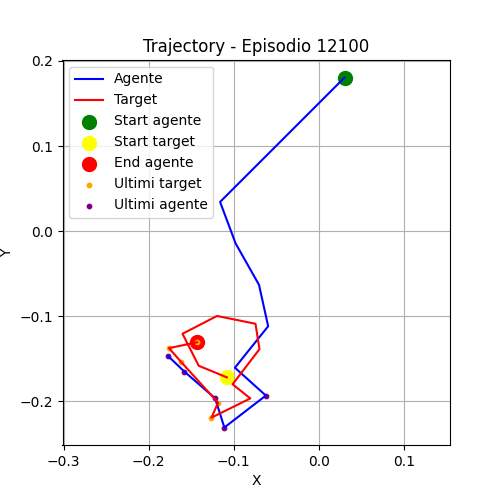 Trajectory - Episodio 12100
Agente
Target
Start agente
Start target
End agente
Ultimi target
Ultimi agente
0.2
0.1
0.0
−0.1
−0.2
Y
−0.3
−0.2
−0.1
0.0
0.1
X